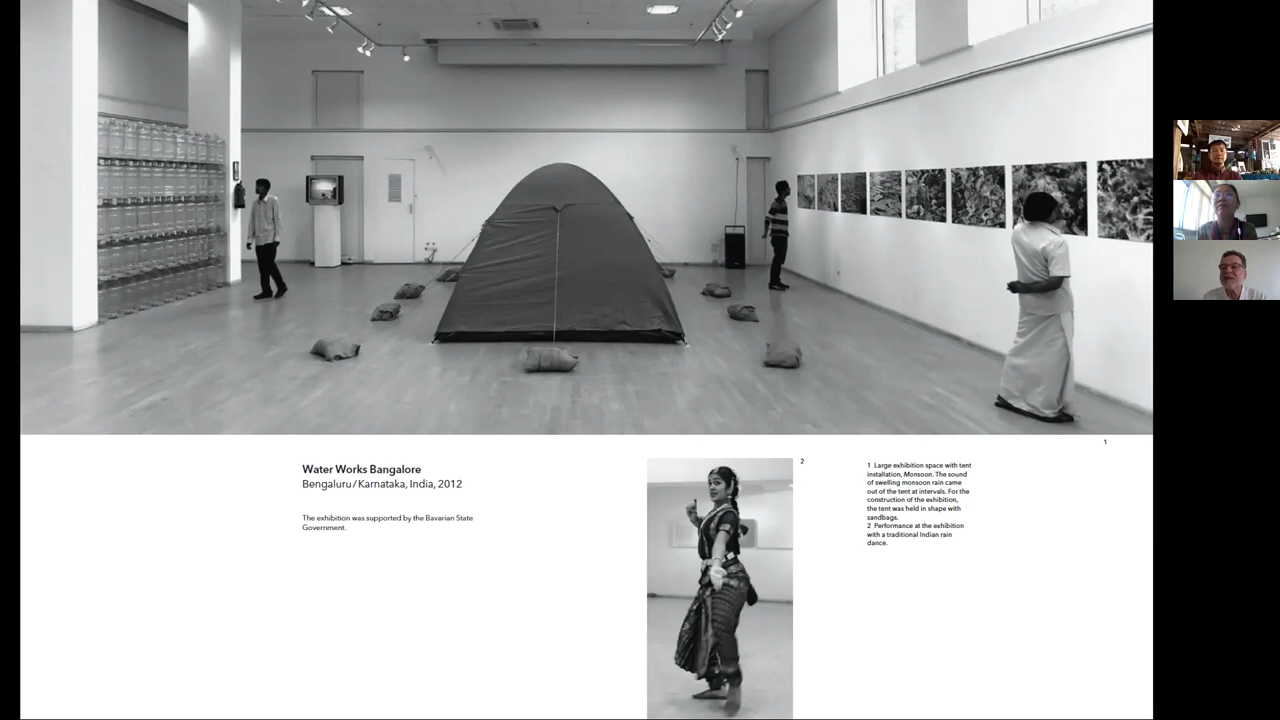 1
Water Works Bangalore
Bengaluru/Karnataka, India, 2012
The exhibition was supported by the Bavarian State
Government.
2
1 Large exhibition space with tent
installation, Monsoon. The sound
of swelling monsoon rain came
out of the tent at intervals. For the
construction of the exhibition,
the tent was held in shape with
sandbags.
2 Performance at the exhibition
with a traditional Indian rain
dance.